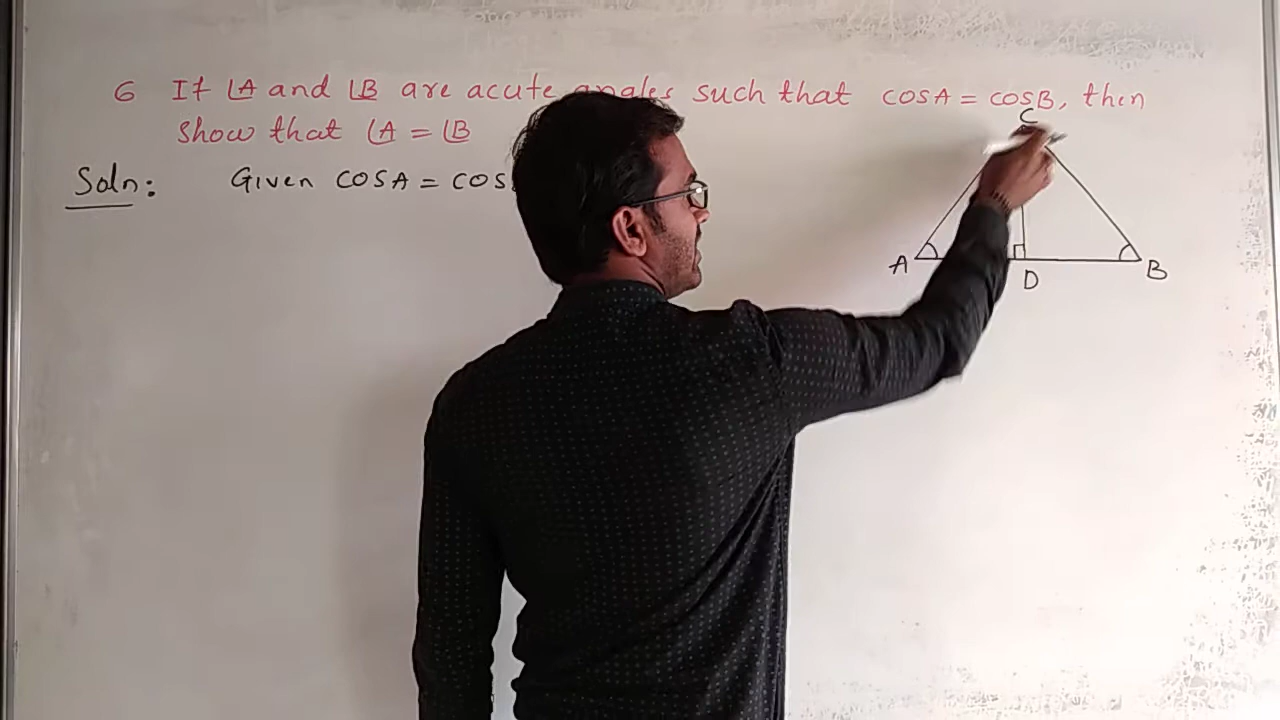 6 If ∠A and ∠B are acute angles such that cosA = cosB, then
show that ∠A = ∠B
Soln: Given cosA = cos
C
A
D
B